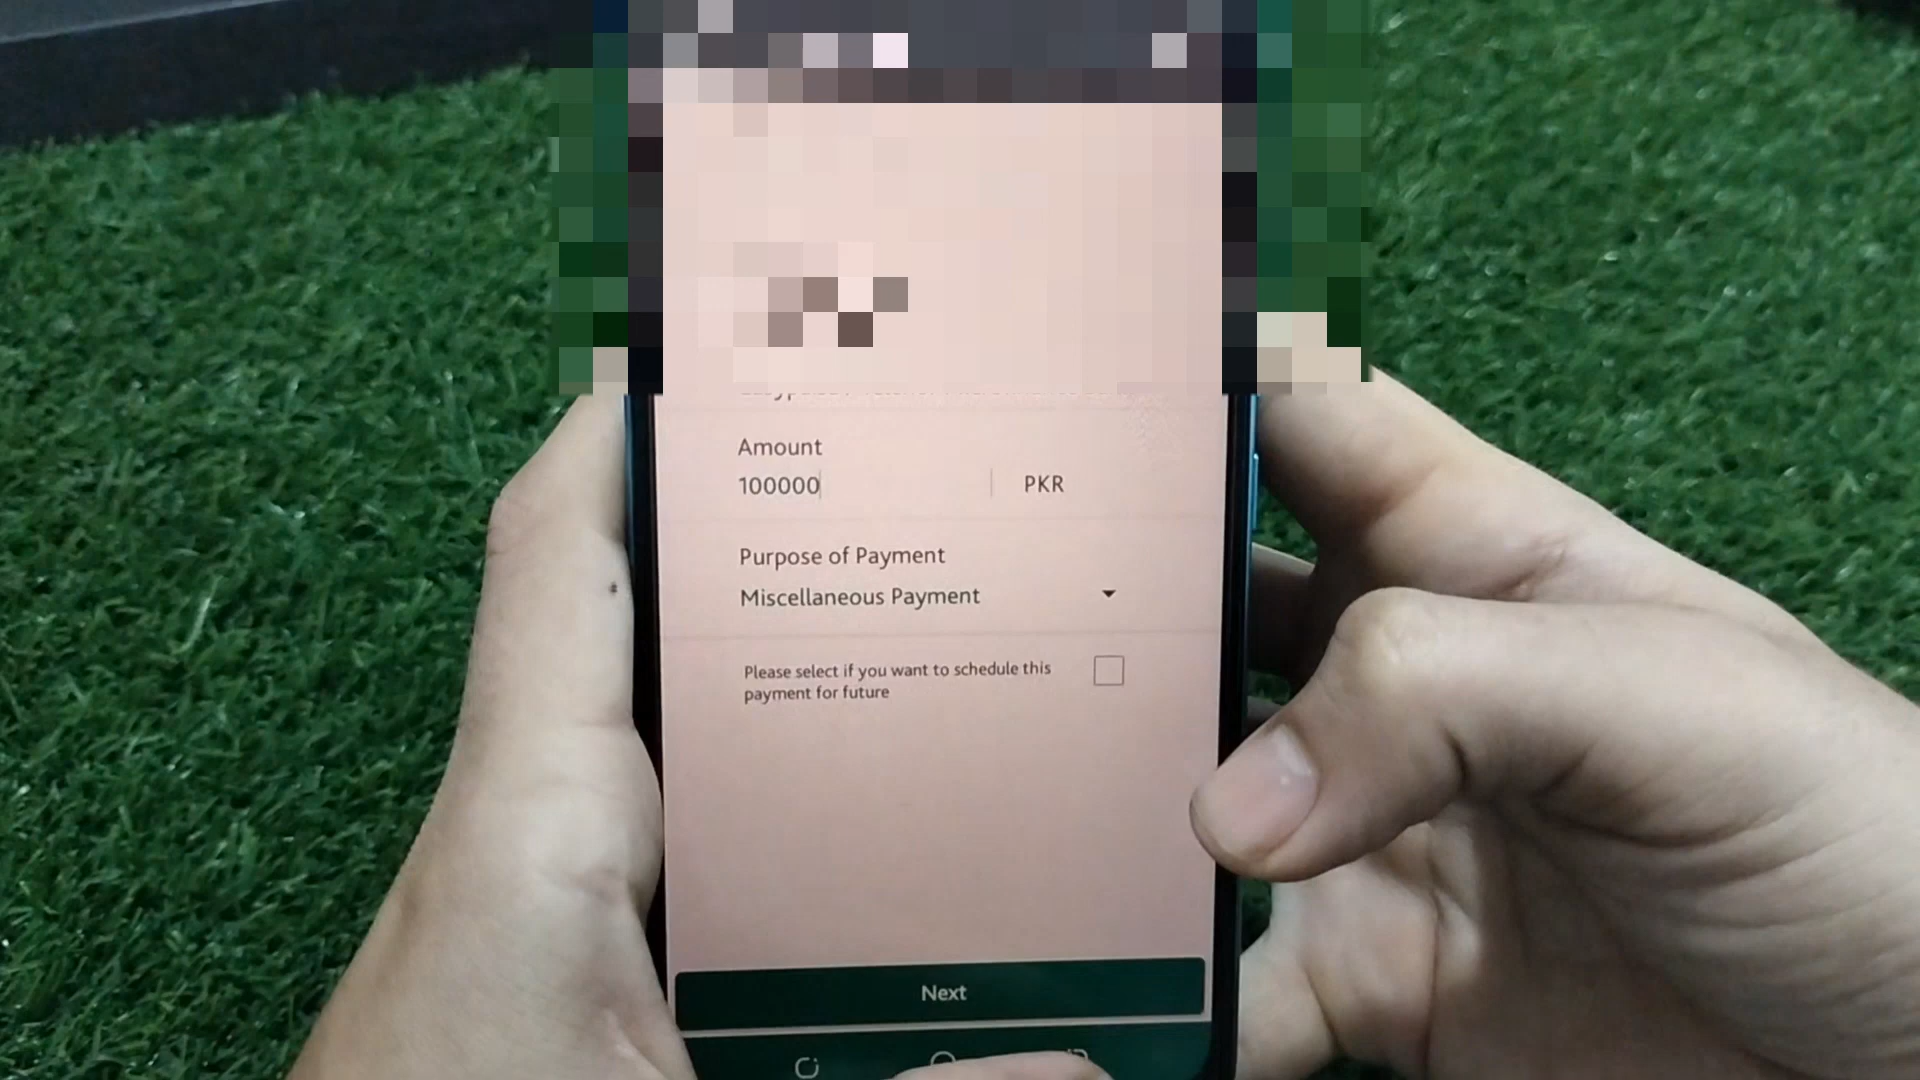 Amount
100000 PKR
Purpose of Payment
Miscellaneous Payment
Please select if you want to schedule this
payment for future
Next